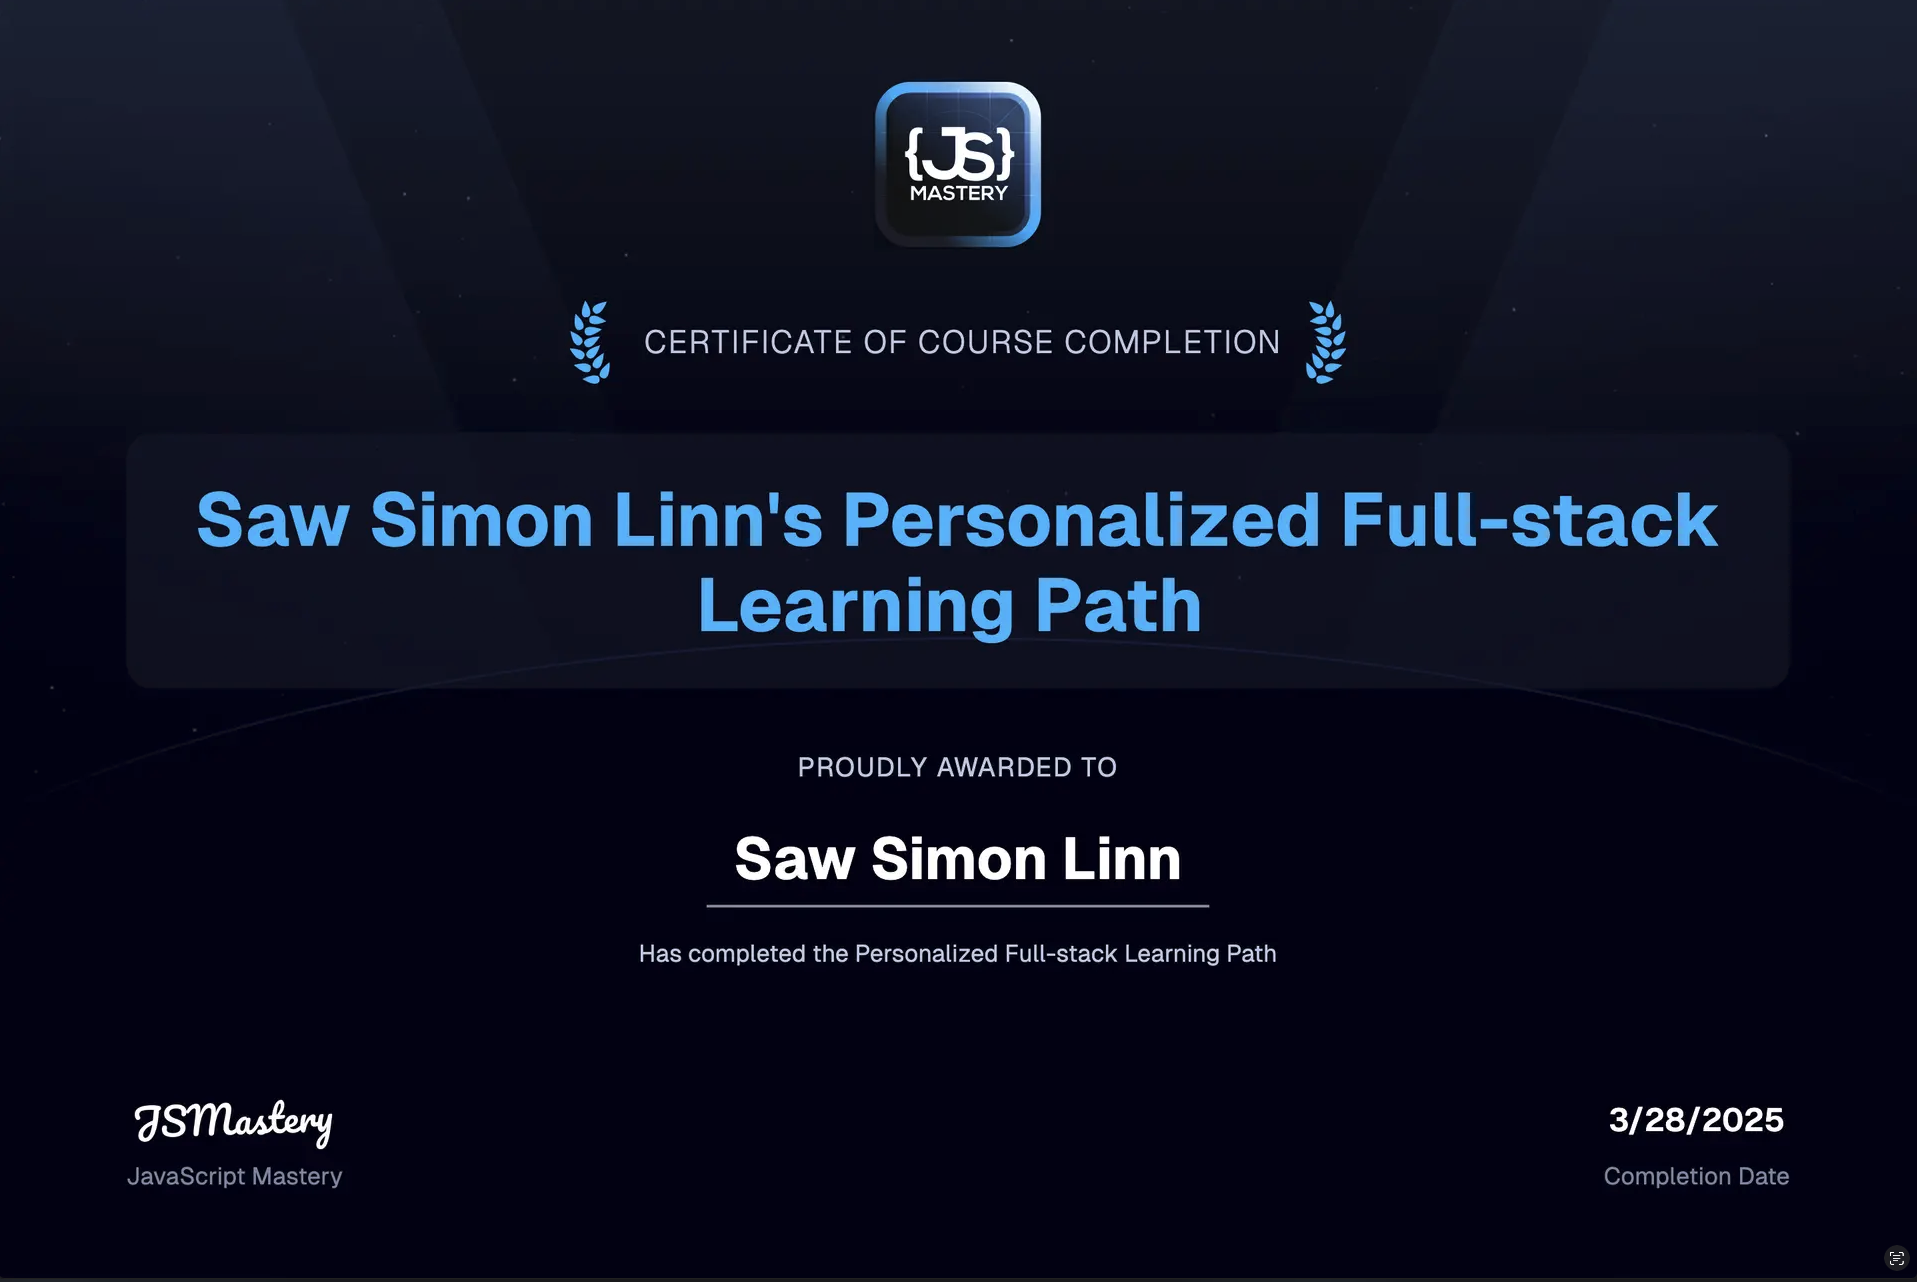 {JS}
MASTERY
CERTIFICATE OF COURSE COMPLETION
Saw Simon Linn's Personalized Full-stack
Learning Path
PROUDLY AWARDED TO
Saw Simon Linn
Has completed the Personalized Full-stack Learning Path
JSMastery
JavaScript Mastery
3/28/2025
Completion Date